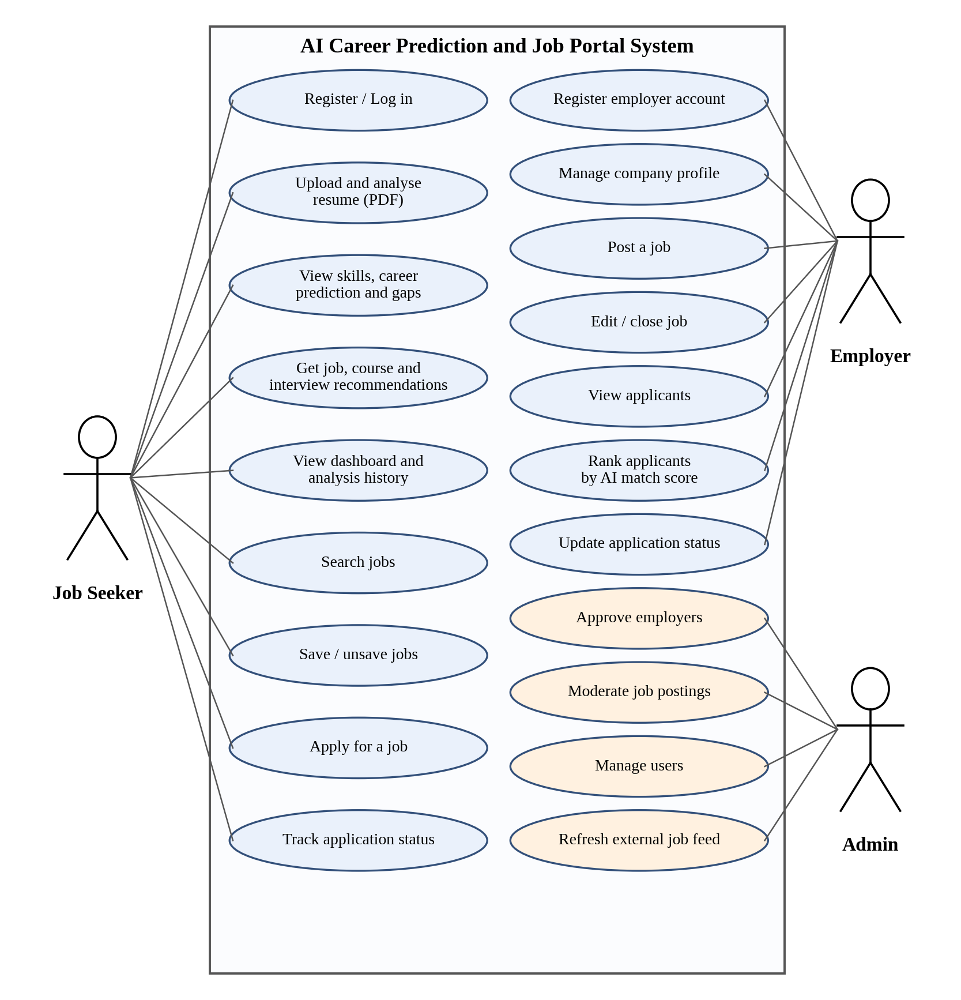 AI Career Prediction and Job Portal System
Register / Log in
Upload and analyse
resume (PDF)
View skills, career
prediction and gaps
Get job, course and
interview recommendations
View dashboard and
analysis history
Search jobs
Save / unsave jobs
Apply for a job
Track application status
Register employer account
Manage company profile
Post a job
Edit / close job
View applicants
Rank applicants
by AI match score
Update application status
Approve employers
Moderate job postings
Manage users
Refresh external job feed
Job Seeker
Employer
Admin